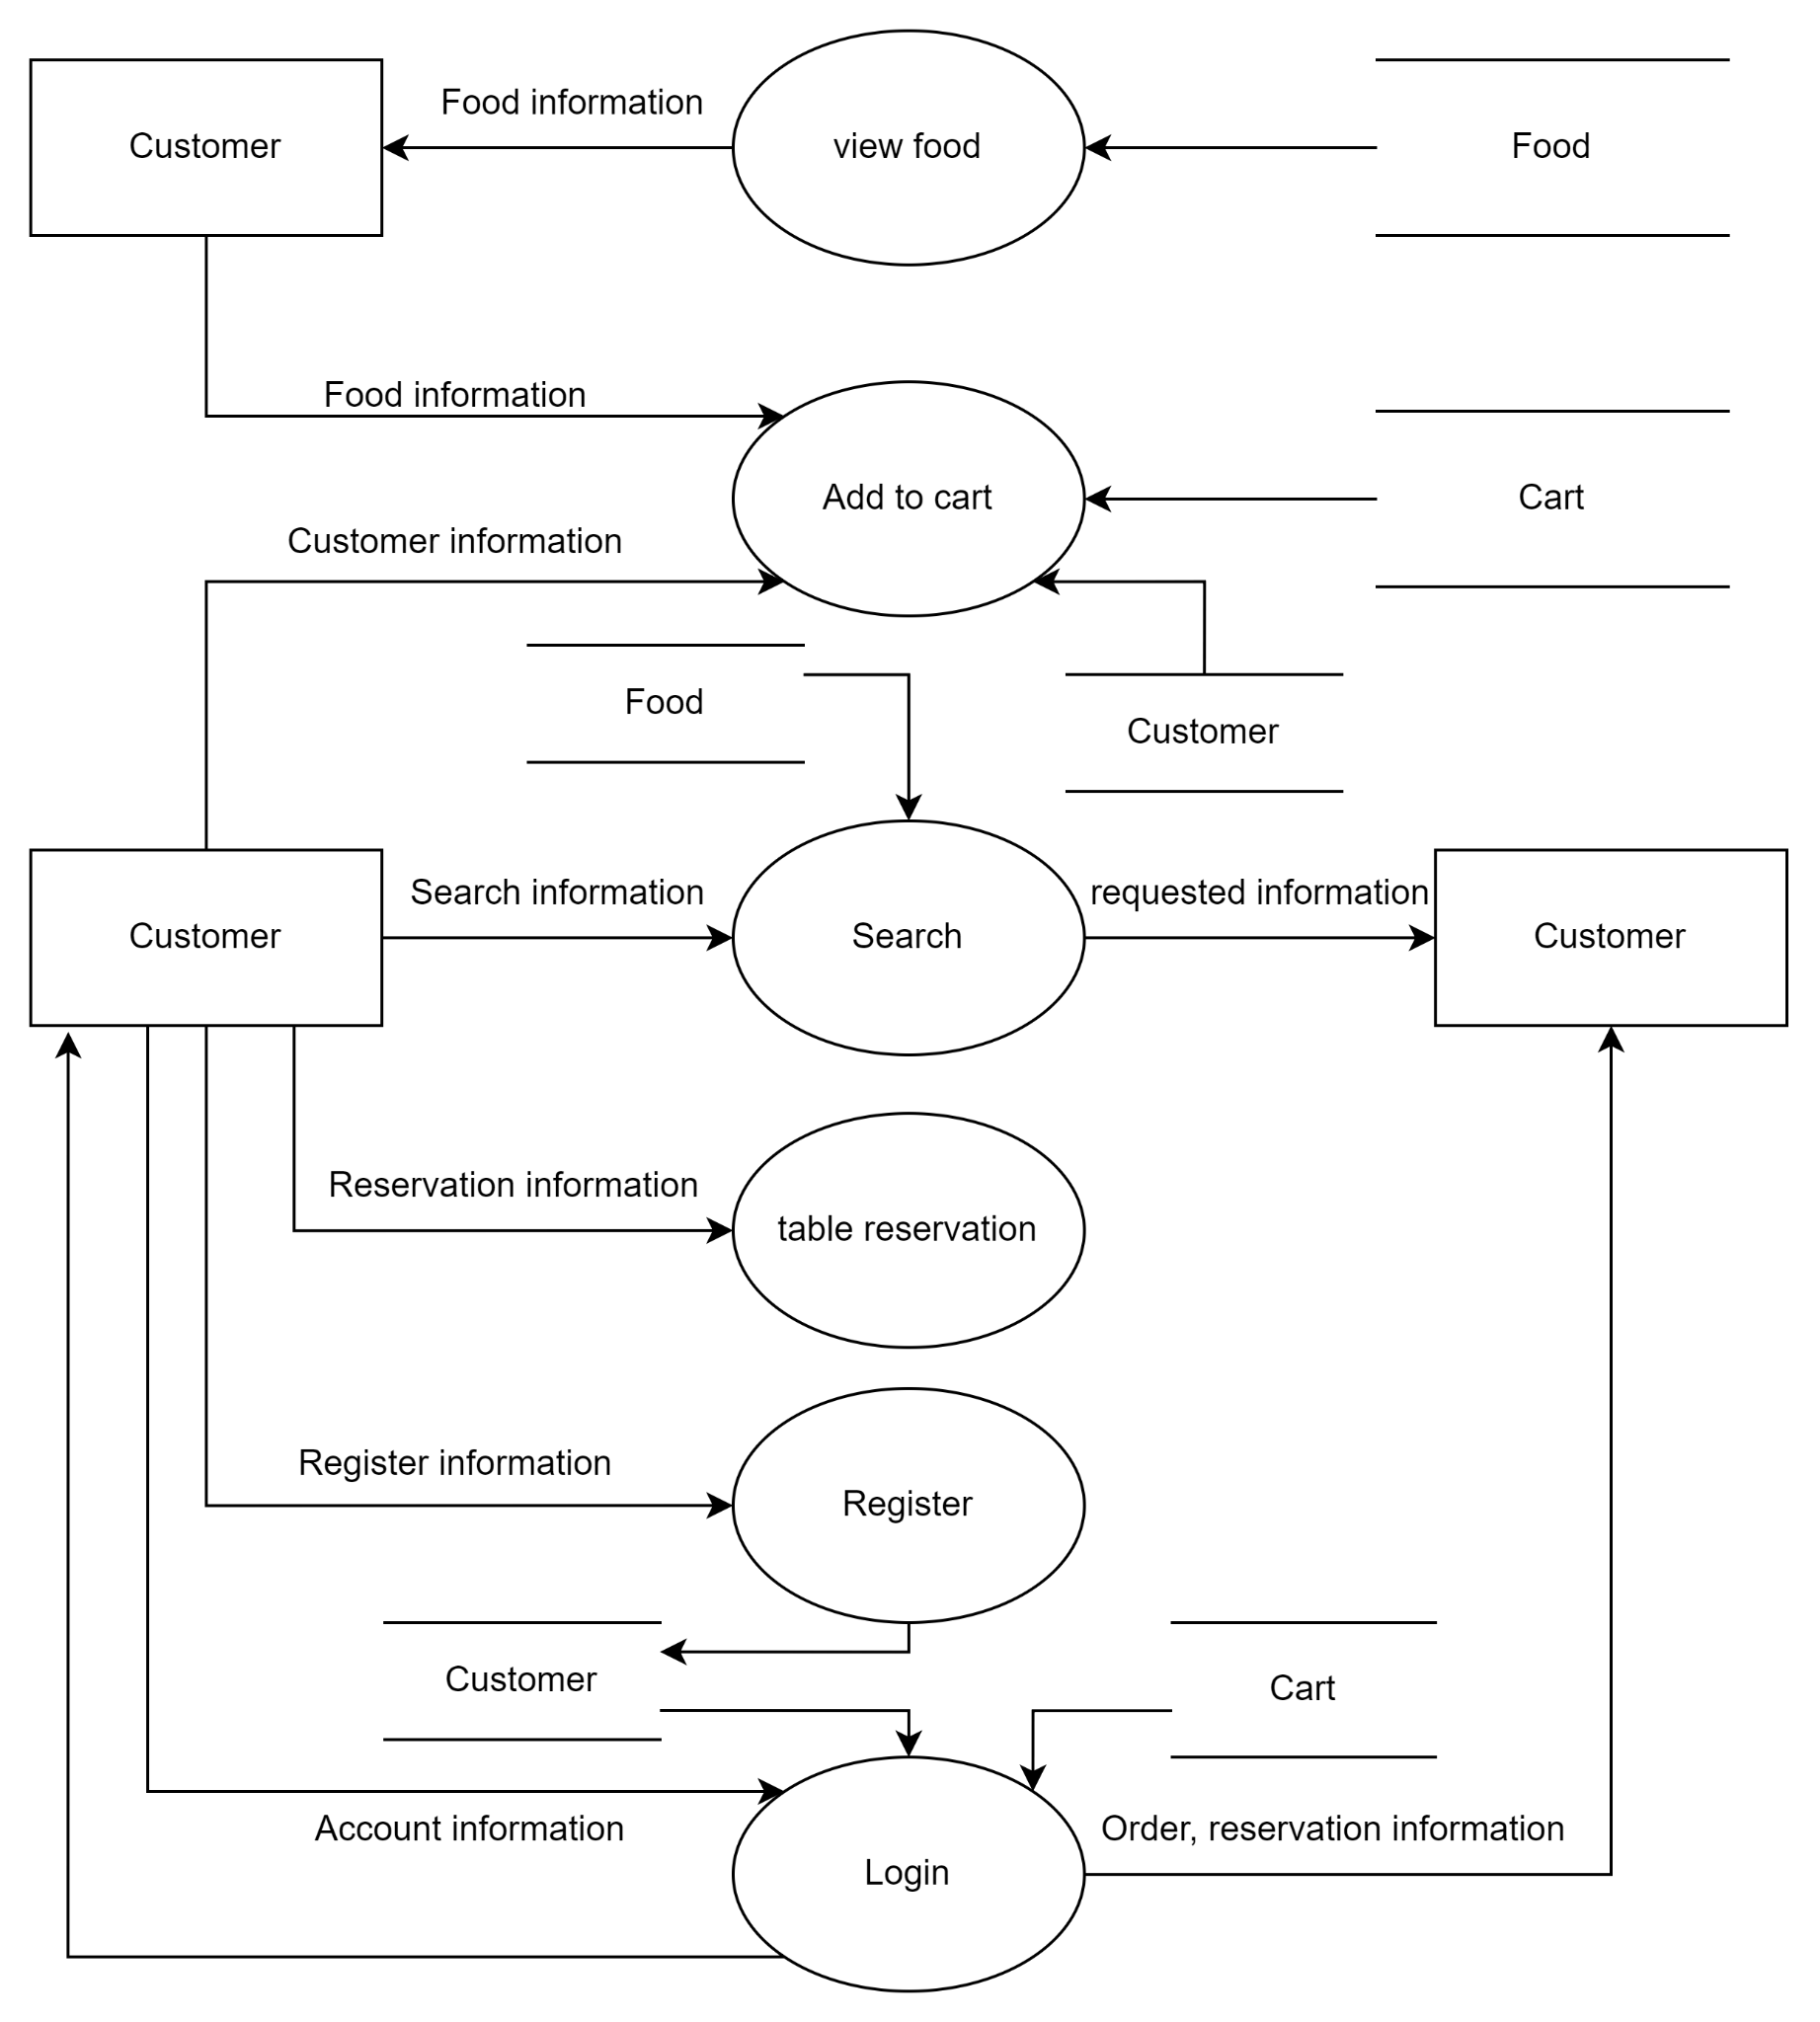 Food information
Customer
view food
Food
Food information
Add to cart
Cart
Customer information
Food
Customer
Search information
requested information
Customer
Search
Customer
Reservation information
table reservation
Register information
Register
Customer
Cart
Account information
Order, reservation information
Login